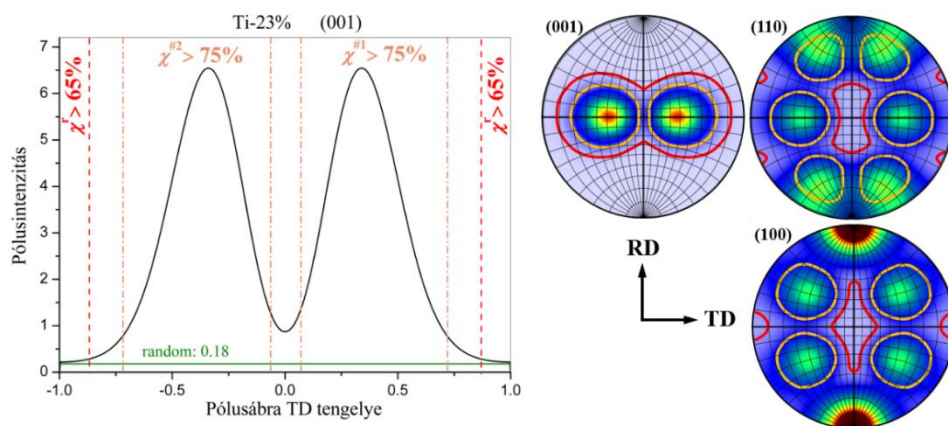 Ti-23% (001)
Pólusintenzitás
7
6
5
4
3
2
1
0
χʳ> 65%
χ^#2> 75%
χ^#1> 75%
χʳ> 65%
random: 0.18
-1.0 -0.5 0.0 0.5 1.0
Pólusábra TD tengelye
(001)
(110)
(100)
RD
TD